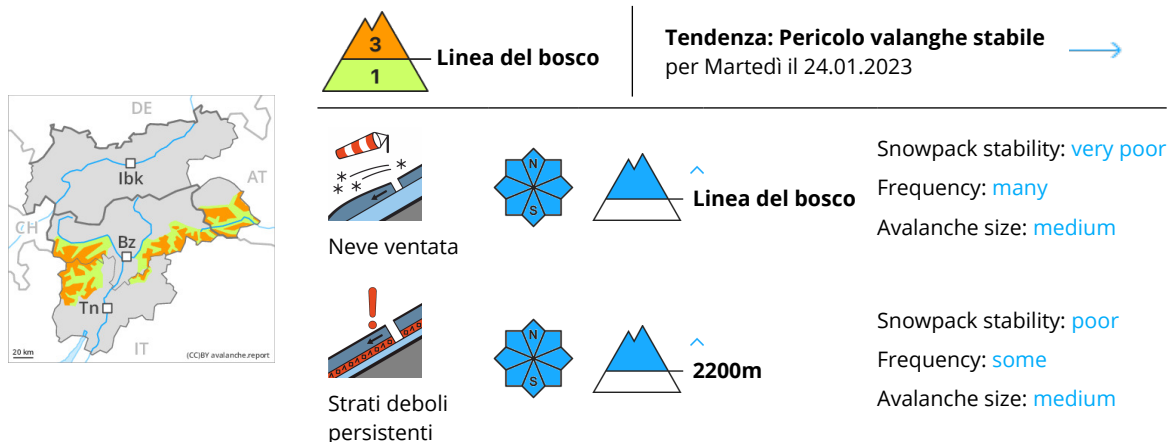 3
1
Linea del bosco
Tendenza: Pericolo valanghe stabile
per Martedì il 24.01.2023
DE
Ibk
AT
CH
Bz
Tn
IT
20 km
(CC)BY avalanche.report
N
S
Linea del bosco
Snowpack stability: very poor
Frequency: many
Avalanche size: medium
Neve ventata
N
S
2200m
Snowpack stability: poor
Frequency: some
Avalanche size: medium
Strati deboli
persistenti